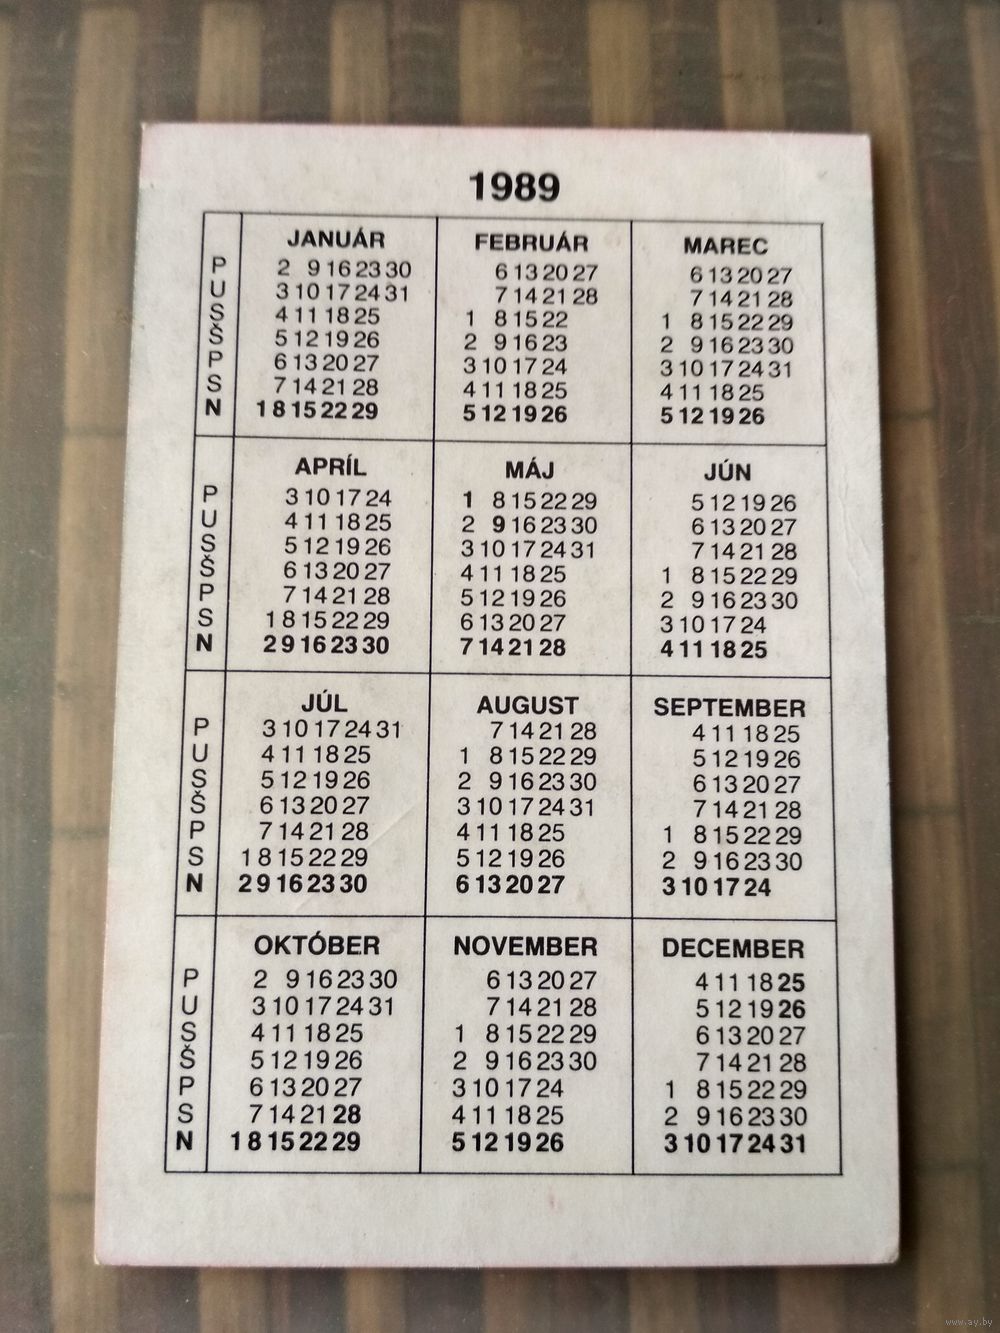 1989
JANUÁR FEBRUÁR MAREC
P 2 9 16 23 30 6 13 20 27 6 13 20 27
U 3 10 17 24 31 7 14 21 28 7 14 21 28
S 4 11 18 25 1 8 15 22 1 8 15 22 29
Š 5 12 19 26 2 9 16 23 2 9 16 23 30
P 6 13 20 27 3 10 17 24 3 10 17 24 31
S 7 14 21 28 4 11 18 25 4 11 18 25
N 1 8 15 22 29 5 12 19 26 5 12 19 26
APRÍL MÁJ JÚN
P 3 10 17 24 1 8 15 22 29 5 12 19 26
U 4 11 18 25 2 9 16 23 30 6 13 20 27
S 5 12 19 26 3 10 17 24 31 7 14 21 28
Š 6 13 20 27 4 11 18 25 1 8 15 22 29
P 7 14 21 28 5 12 19 26 2 9 16 23 30
S 1 8 15 22 29 6 13 20 27 3 10 17 24
N 2 9 16 23 30 7 14 21 28 4 11 18 25
JÚL AUGUST SEPTEMBER
P 3 10 17 24 31 7 14 21 28 4 11 18 25
U 4 11 18 25 1 8 15 22 29 5 12 19 26
S 5 12 19 26 2 9 16 23 30 6 13 20 27
Š 6 13 20 27 3 10 17 24 31 7 14 21 28
P 7 14 21 28 4 11 18 25 1 8 15 22 29
S 1 8 15 22 29 5 12 19 26 2 9 16 23 30
N 2 9 16 23 30 6 13 20 27 3 10 17 24
OKTÓBER NOVEMBER DECEMBER
P 2 9 16 23 30 6 13 20 27 4 11 18 25
U 3 10 17 24 31 7 14 21 28 5 12 19 26
S 4 11 18 25 1 8 15 22 29 6 13 20 27
Š 5 12 19 26 2 9 16 23 30 7 14 21 28
P 6 13 20 27 3 10 17 24 1 8 15 22 29
S 7 14 21 28 4 11 18 25 2 9 16 23 30
N 1 8 15 22 29 5 12 19 26 3 10 17 24 31
www.ay.by